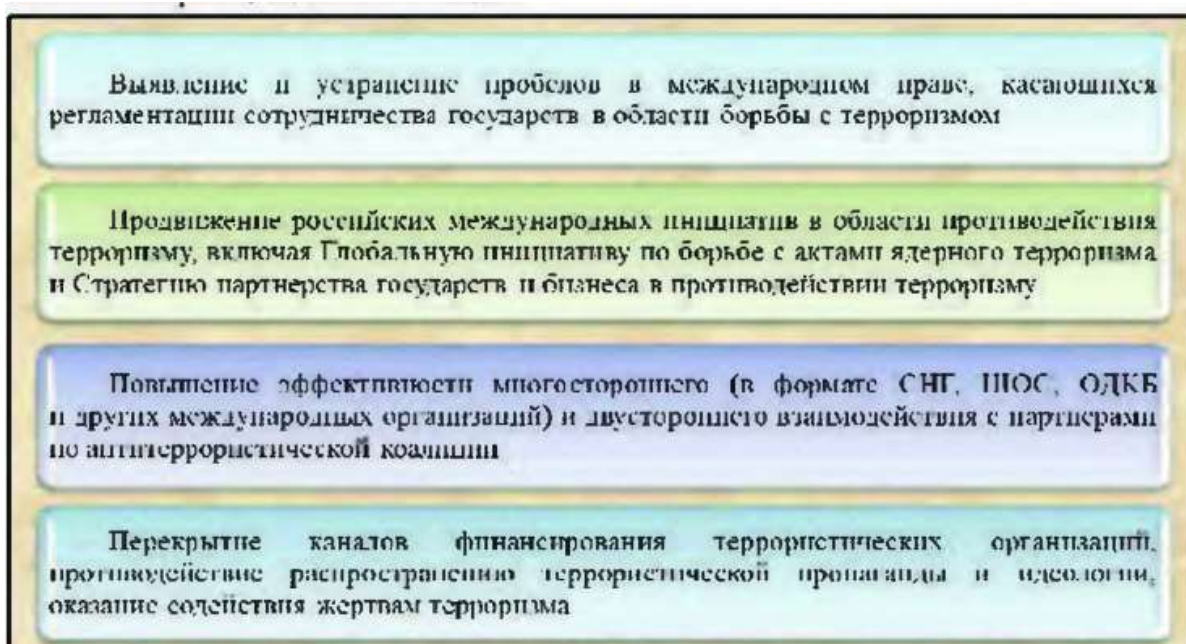 Выявление и устранение пробелов в международном праве, касающихся
регламентации сотрудничества государств в области борьбы с терроризмом
Продвижение российских международных инициатив в области противодействия
терроризму, включая Глобальную инициативу по борьбе с актами ядерного терроризма
и Стратегию партнерства государств и бизнеса в противодействии терроризму
Повышение эффективности многостороннего (в формате СНГ, ШОС, ОДКБ
и других международных организаций) и двустороннего взаимодействия с партнерами
по антитеррористической коалиции
Перекрытие каналов финансирования террористических организаций,
противодействие распространению террористической пропаганды и идеологии,
оказание содействия жертвам терроризма